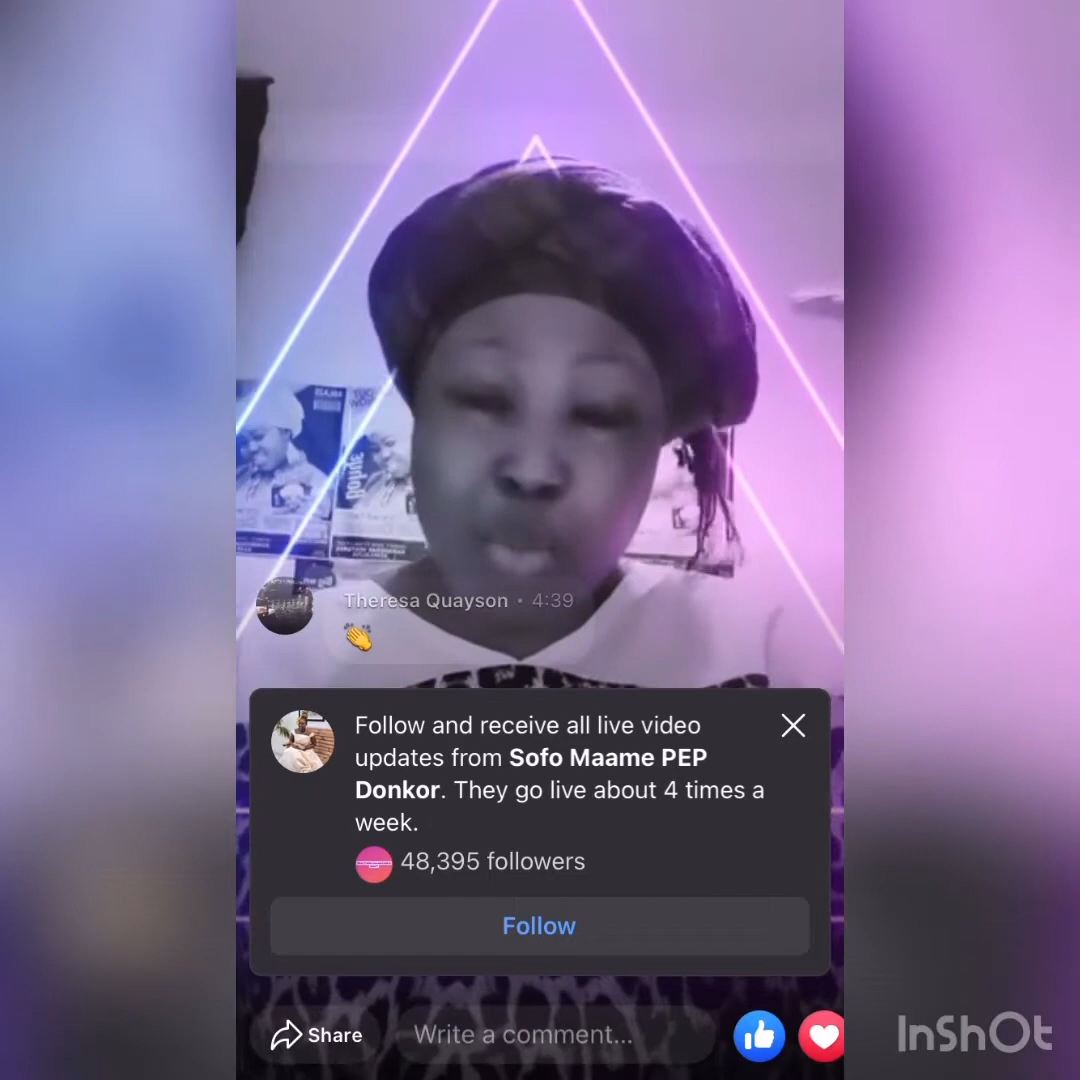 Theresa Quayson • 4:39
👏
Follow and receive all live video
updates from Sofo Maame PEP
Donkor. They go live about 4 times a
week.
48,395 followers
Follow
Share
Write a comment...
InShOt